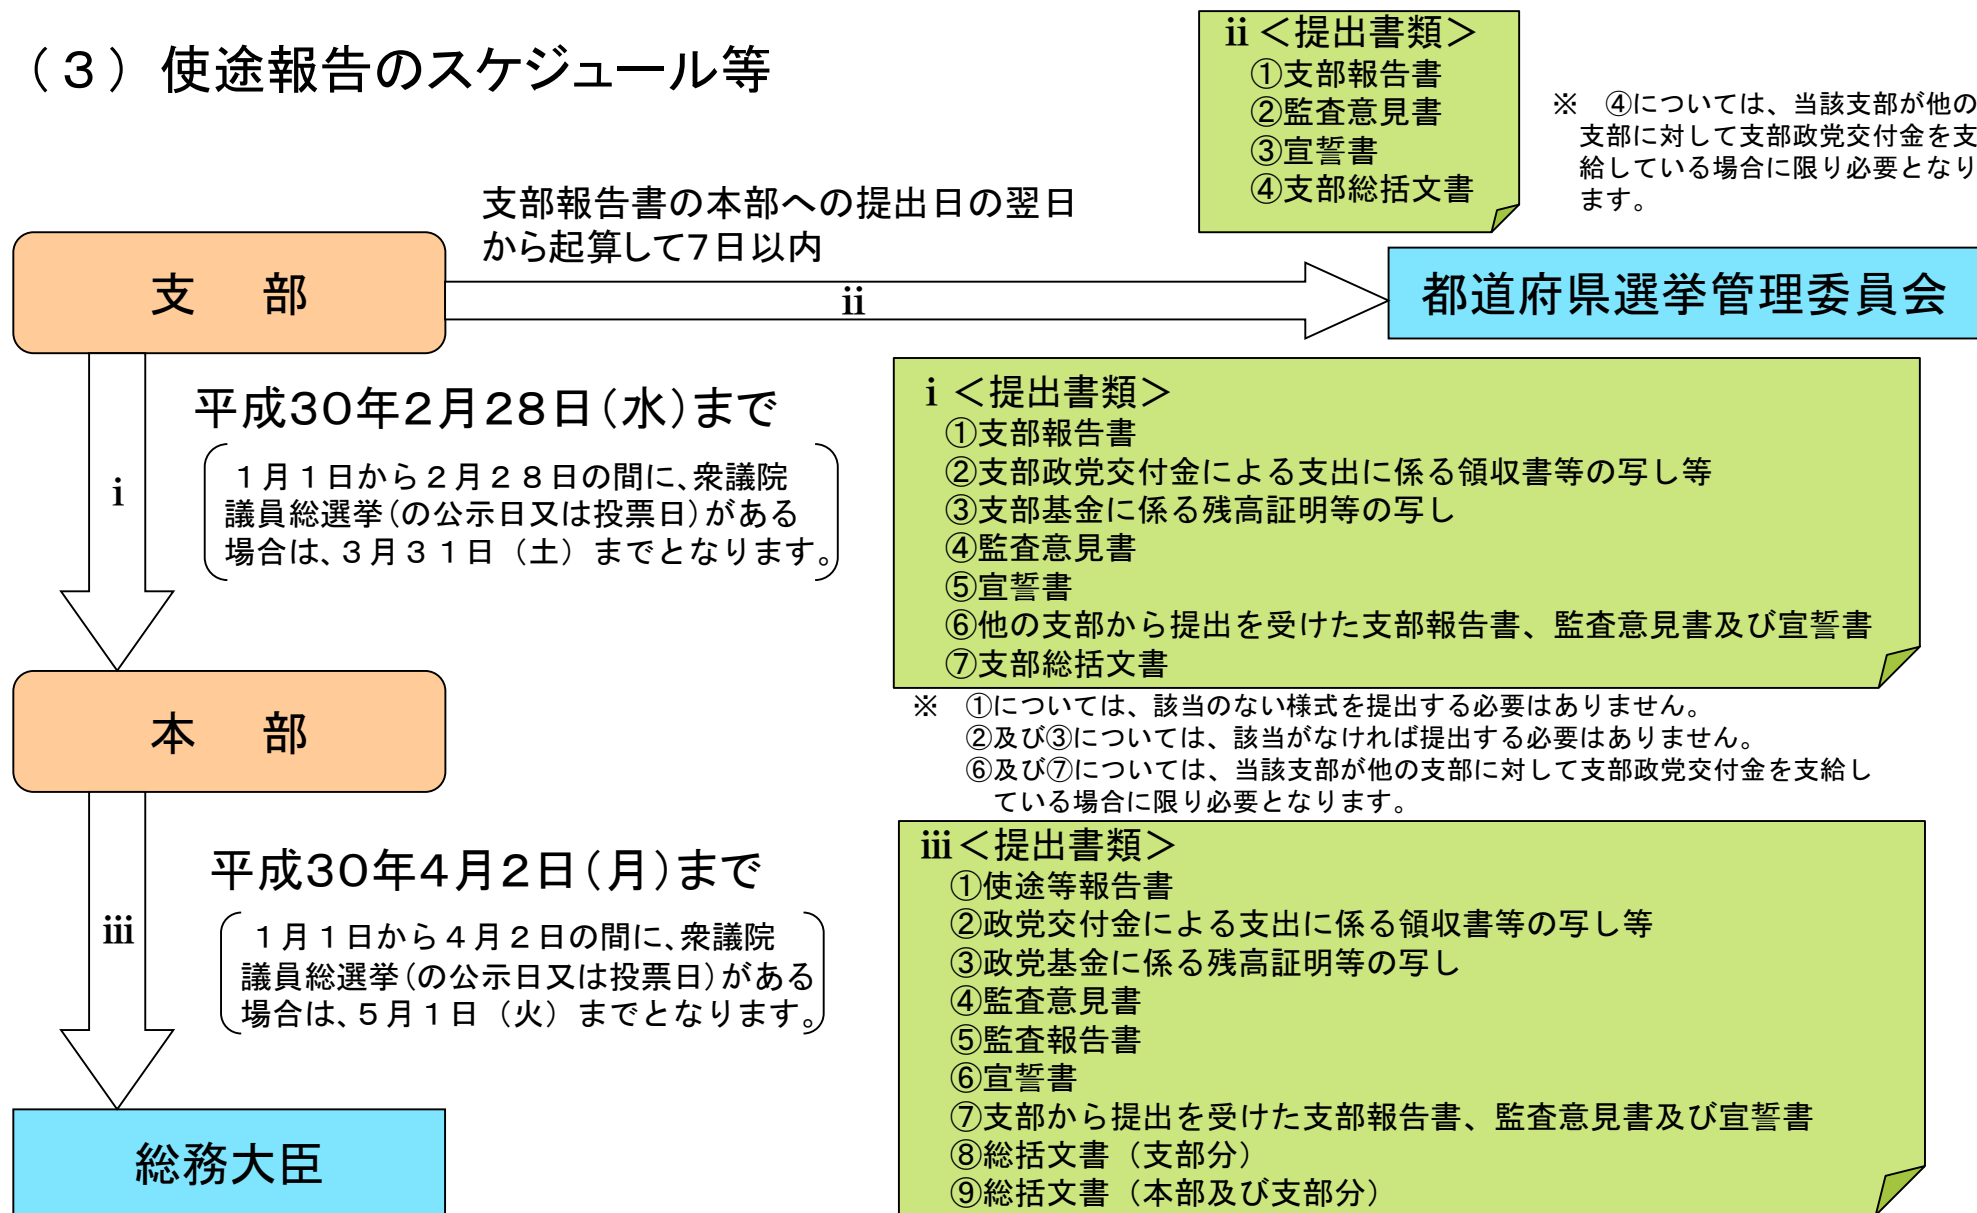 （３）使途報告のスケジュール等
ⅱ＜提出書類＞
①支部報告書
②監査意見書
③宣誓書
④支部総括文書
※　④については、当該支部が他の
支部に対して支部政党交付金を支
給している場合に限り必要となり
ます。
支部報告書の本部への提出日の翌日
から起算して7日以内
支　部
ⅱ
都道府県選挙管理委員会
平成30年2月28日（水）まで
１月１日から２月２８日の間に、衆議院
議員総選挙（の公示日又は投票日）がある
場合は、３月３１日（土）までとなります。
ⅰ
ⅰ＜提出書類＞
①支部報告書
②支部政党交付金による支出に係る領収書等の写し等
③支部基金に係る残高証明等の写し
④監査意見書
⑤宣誓書
⑥他の支部から提出を受けた支部報告書、監査意見書及び宣誓書
⑦支部総括文書
※　①については、該当のない様式を提出する必要はありません。
②及び③については、該当がなければ提出する必要はありません。
⑥及び⑦については、当該支部が他の支部に対して支部政党交付金を支給し
ている場合に限り必要となります。
本　部
平成30年4月2日（月）まで
１月１日から４月２日の間に、衆議院
議員総選挙（の公示日又は投票日）がある
場合は、５月１日（火）までとなります。
ⅲ
ⅲ＜提出書類＞
①使途等報告書
②政党交付金による支出に係る領収書等の写し等
③政党基金に係る残高証明等の写し
④監査意見書
⑤監査報告書
⑥宣誓書
⑦支部から提出を受けた支部報告書、監査意見書及び宣誓書
⑧総括文書（支部分）
⑨総括文書（本部及び支部分）
総務大臣